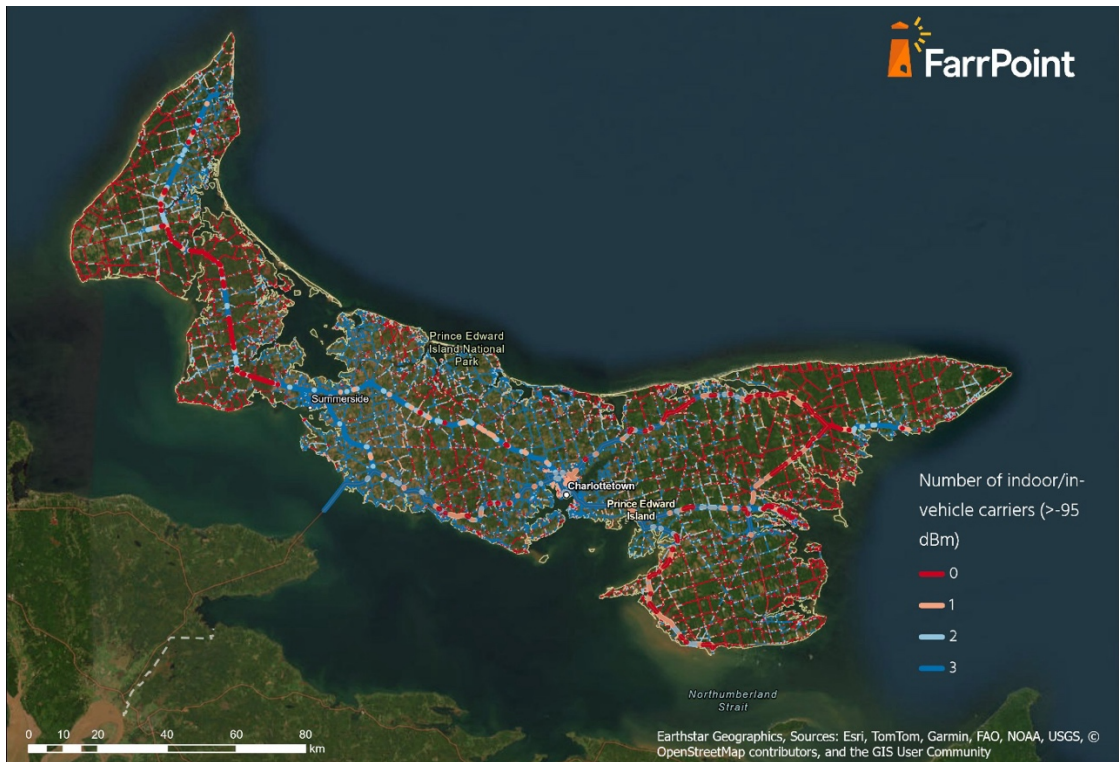 FarrPoint
Prince Edward
Island National
Park
Summerside
Charlottetown
Prince Edward
Island
Number of indoor/in-
vehicle carriers (>-95
dBm)
0
1
2
3
Northumberland
Strait
0 10 20 40 60 80
km
Earthstar Geographics, Sources: Esri, TomTom, Garmin, FAO, NOAA, USGS, ©
OpenStreetMap contributors, and the GIS User Community